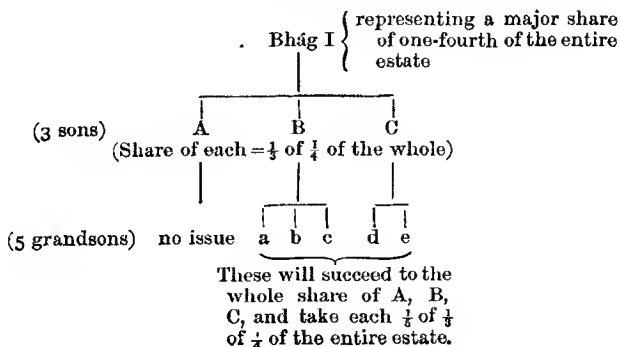 representing a major share
Bhág I { of one-fourth of the entire
estate
(3 sons) A B C
(Share of each = 1/3 of 1/4 of the whole)
(5 grandsons) no issue a b c d e
These will succeed to the
whole share of A, B,
C, and take each 1/5 of 1/3
of 1/4 of the entire estate.